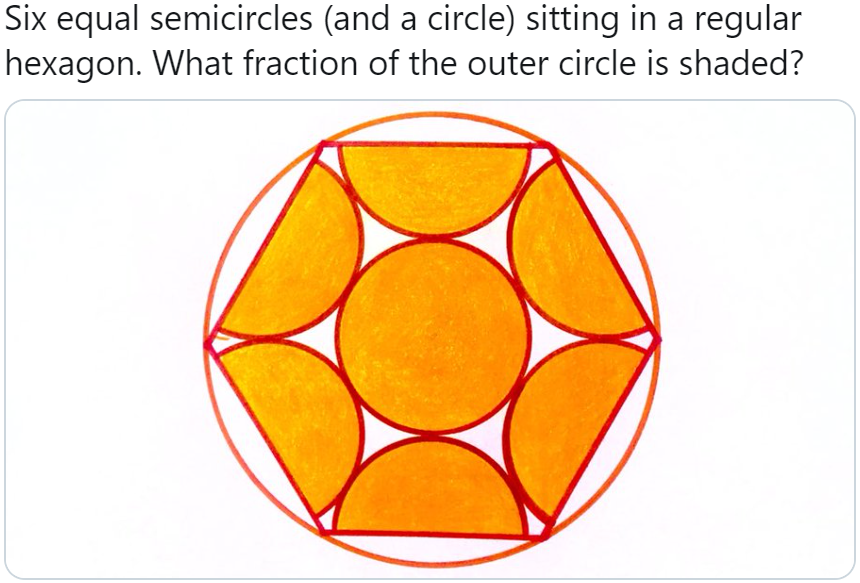 Six equal semicircles (and a circle) sitting in a regular
hexagon. What fraction of the outer circle is shaded?